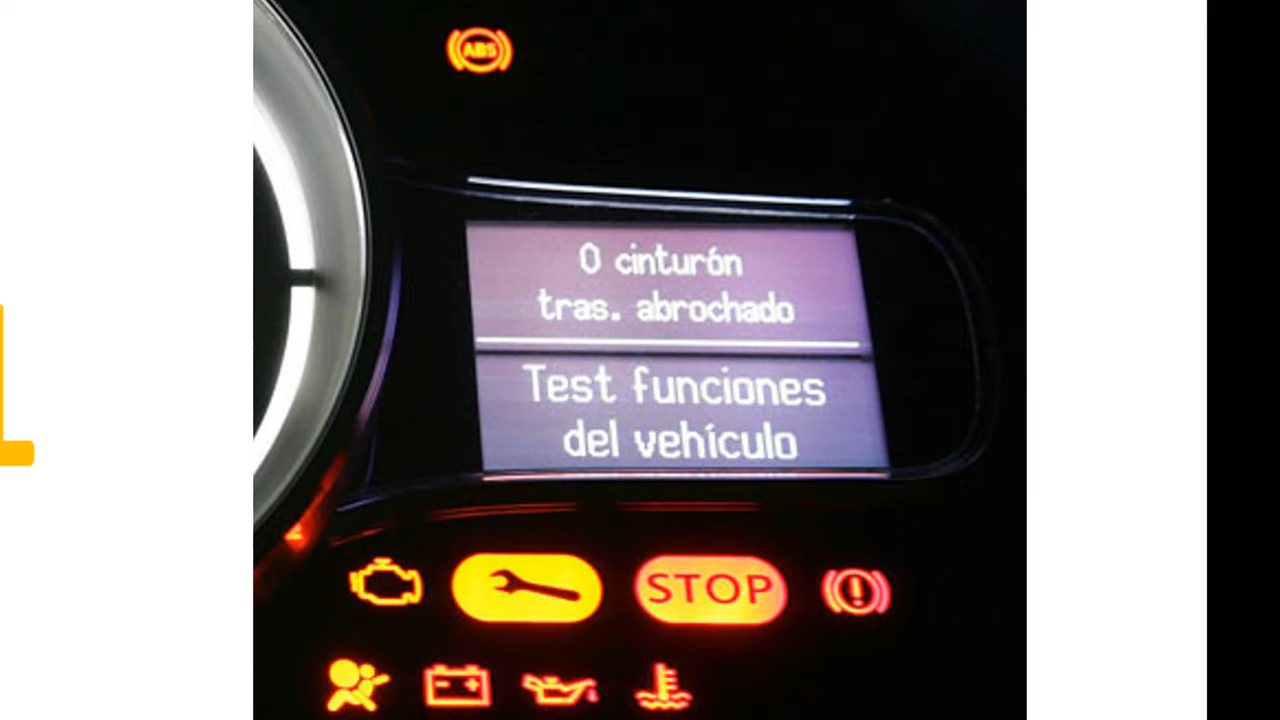 ABS
0 cinturón
tras. abrochado
Test funciones
del vehículo
STOP